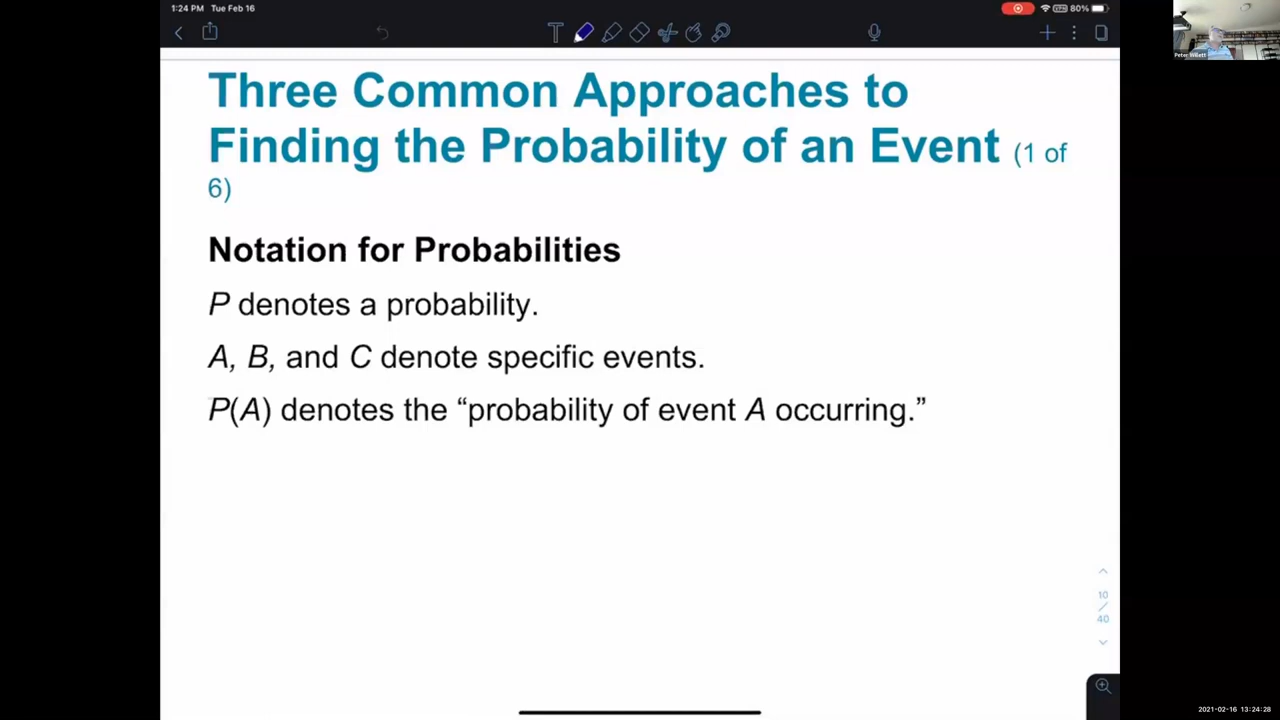 1:24 PM Tue Feb 16
80%
Peter Willett
Three Common Approaches to
Finding the Probability of an Event (1 of
6)
Notation for Probabilities
P denotes a probability.
A, B, and C denote specific events.
P(A) denotes the “probability of event A occurring.”
10
/
40
2021-02-16 13:24:28